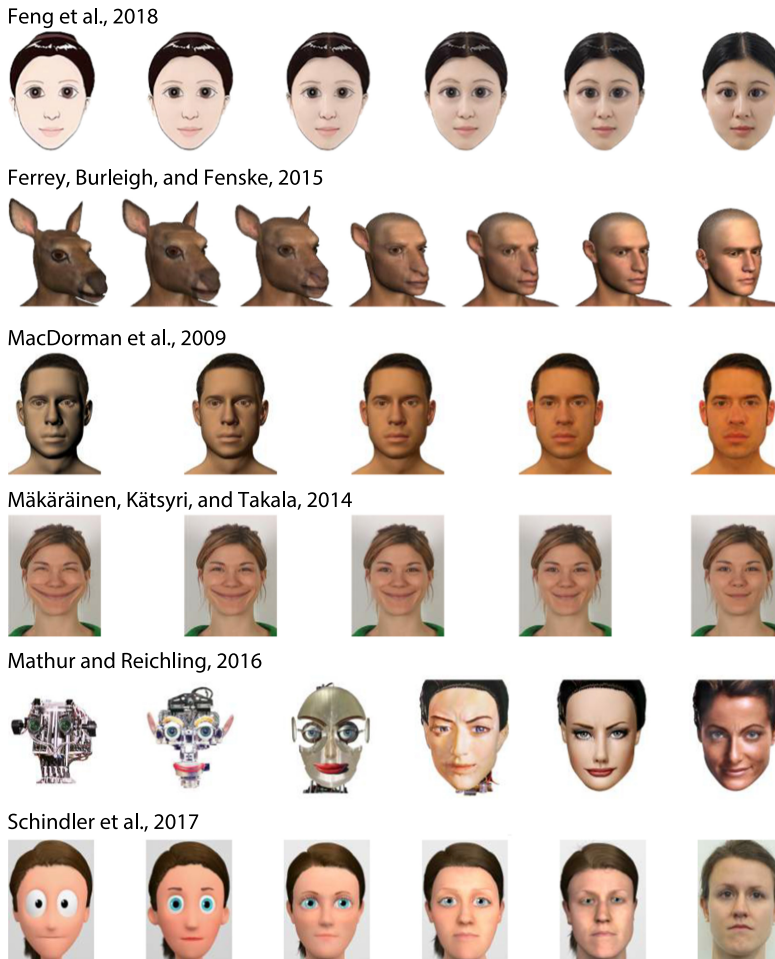 Feng et al., 2018
Ferrey, Burleigh, and Fenske, 2015
MacDorman et al., 2009
Mäkäräinen, Kätsyri, and Takala, 2014
Mathur and Reichling, 2016
Schindler et al., 2017